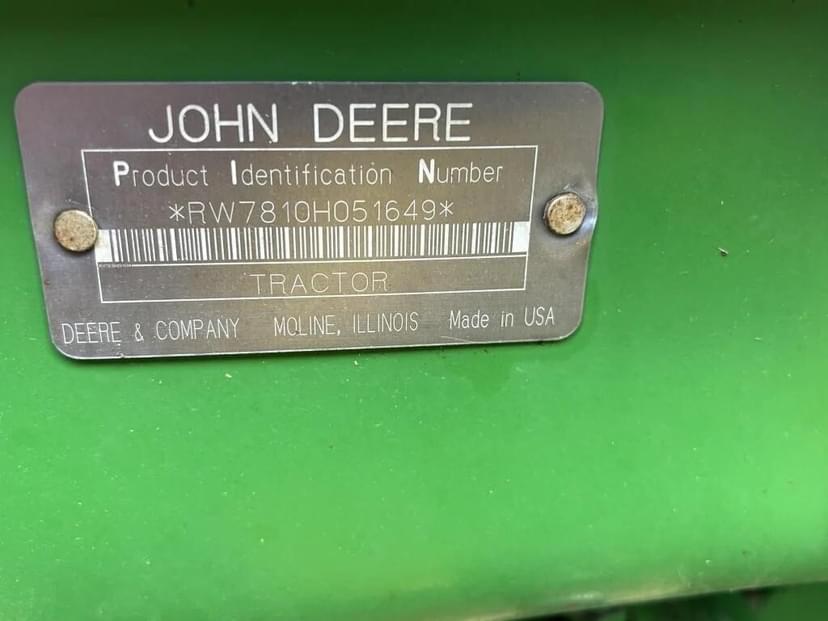 JOHN DEERE
Product Identification Number
*RW7810H051649*
TRACTOR
DEERE & COMPANY MOLINE, ILLINOIS Made in USA